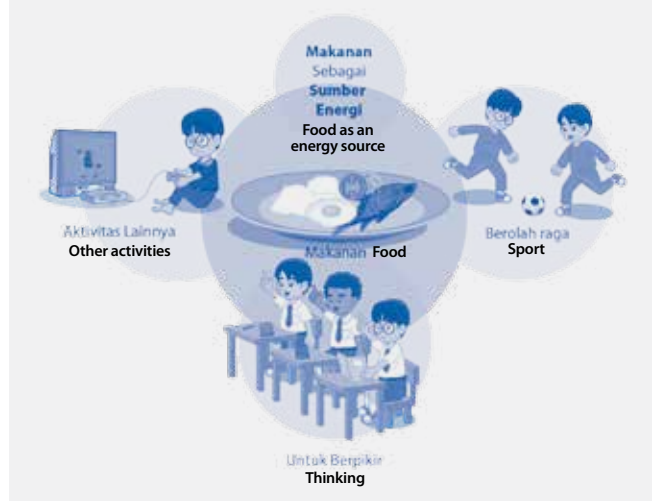 Makanan
Sebagai
Sumber
Energi
Food as an
energy source
Aktivitas Lainnya
Other activities
Makanan Food
Berolah raga
Sport
Untuk Berpikir
Thinking